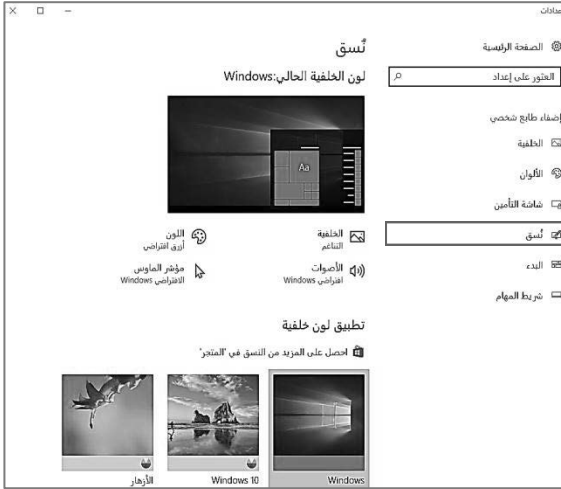 عدادات
الصفحة الرئيسية
العثور على إعداد
إضفاء طابع شخصي
الخلفية
الألوان
شاشة التأمين
نُسق
البدء
شريط المهام
نُسق
لون الخلفية الحالي:Windows
Aa
الخلفية
التناغم
اللون
أزرق افتراضي
الأصوات
افتراضي Windows
مؤشر الماوس
الافتراضي Windows
تطبيق لون خلفية
احصل على المزيد من النسق في "المتجر"
Windows
Windows 10
الأزهار